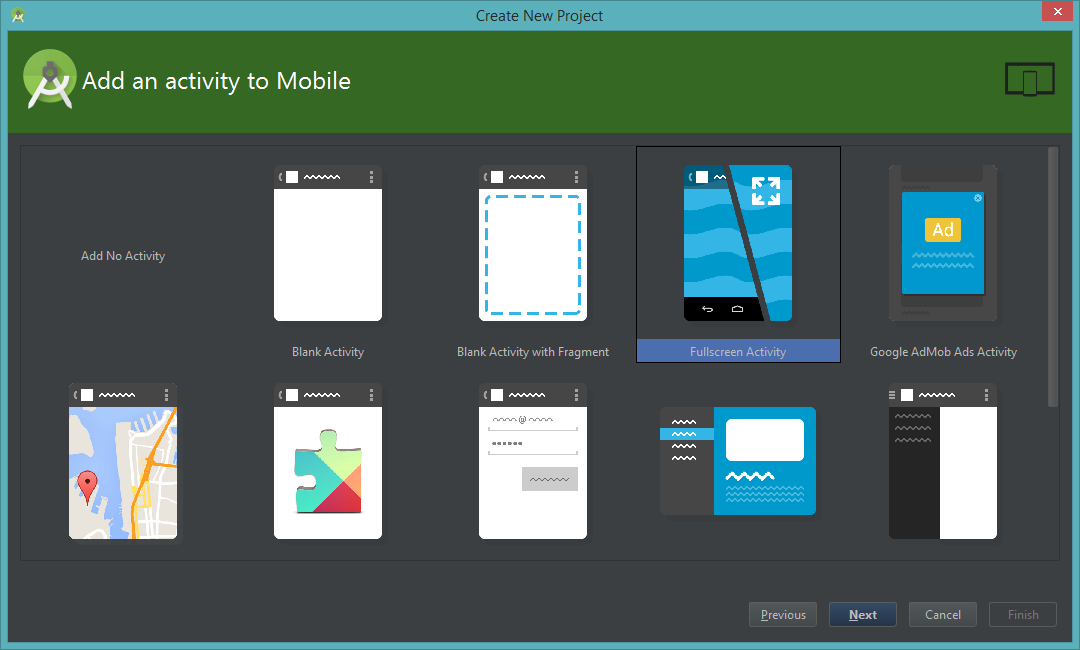 Create New Project
Add an activity to Mobile
Ad
Add No Activity
Blank Activity
Blank Activity with Fragment
Fullscreen Activity
Google AdMob Ads Activity
@
Previous
Next
Cancel
Finish